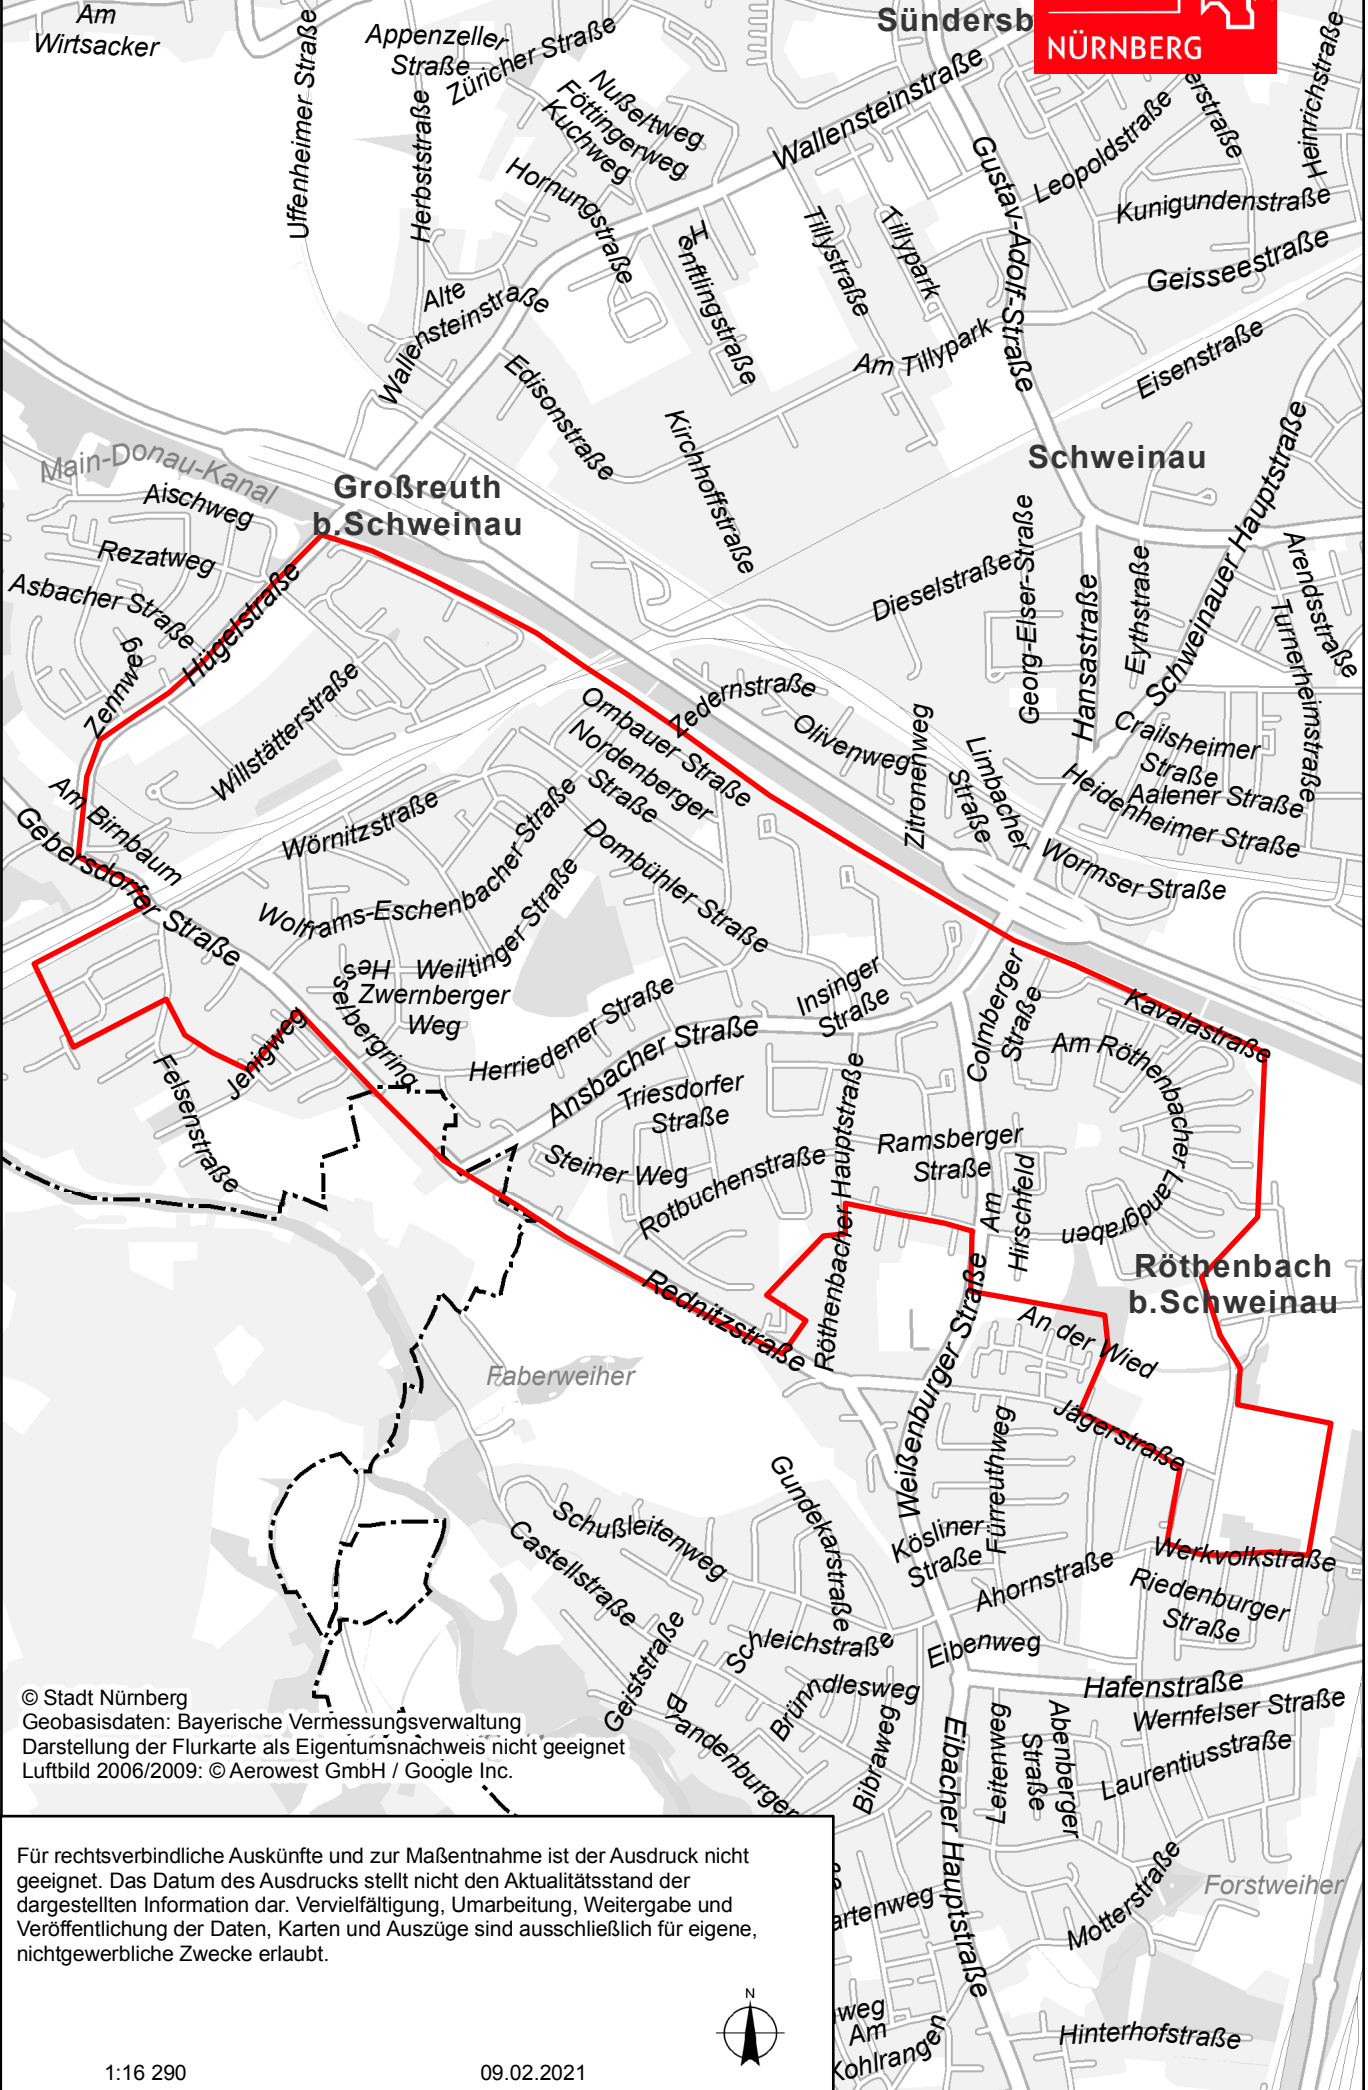 Am
Wirtsacker
Uffenheimer Straße
Appenzeller
Straße
Züricher Straße
Herbststraße
Nußeltweg
Föttingerweg
Kuchweg
Hornungstraße
Sündersb
NÜRNBERG
Wallensteinstraße
Gustav-Adolf-Straße
Leopoldstraße
erstraße
Heinrichstraße
Kunigundenstraße
Geisseestraße
Henftlingstraße
Tillystraße
Tillypark
Am Tillypark
Eisenstraße
Alte
Wallensteinstraße
Edisonstraße
Kirchhoffstraße
Schweinau
Main-Donau-Kanal
Großreuth
b.Schweinau
Aischweg
Rezatweg
Asbacher Straße
Zennweg
Hügelstraße
Willstätterstraße
Dieselstraße
Georg-Elser-Straße
Hansastraße
Eythstraße
Schweinauer Hauptstraße
Arendsstraße
Turnerheimstraße
Crailsheimer
Straße
Aalener Straße
Heidenheimer Straße
Wormser Straße
Limbacher
Straße
Zitronenweg
Olivenweg
Zedernstraße
Ornbauer Straße
Nordenberger
Straße
Am Birnbaum
Gebersdorfer Straße
Wörnitzstraße
Wolframs-Eschenbacher Straße
Weiltinger Straße
Dombühler Straße
Hesselbergring
Zwernberger
Weg
Herriedener Straße
Ansbacher Straße
Insinger
Straße
Colmberger
Straße
Kavalastraße
Am Röthenbacher Landgraben
Jenigweg
Felsenstraße
Triesdorfer
Straße
Steiner Weg
Rotbuchenstraße
Röthenbacher Hauptstraße
Ramsberger
Straße
Am
Hirschfeld
Röthenbach
b.Schweinau
Rednitzstraße
Weißenburger Straße
An der Wied
Jägerstraße
Faberweiher
Fürreuthweg
Gundekarstraße
Schußleitenweg
Castellstraße
Kösliner
Straße
Ahornstraße
Werkvolkstraße
Riedenburger
Straße
Geiststraße
Schleichstraße
Eibenweg
Brünndlesweg
Hafenstraße
Wernfelser Straße
Brandenburger
Bibraweg
Eibacher Hauptstraße
Leitenweg
Abenberger
Straße
Laurentiusstraße
Motterstraße
Forstweiher
artenweg
weg
Am
Kohlrangen
Hinterhofstraße
© Stadt Nürnberg
Geobasisdaten: Bayerische Vermessungsverwaltung
Darstellung der Flurkarte als Eigentumsnachweis nicht geeignet
Luftbild 2006/2009: © Aerowest GmbH / Google Inc.
Für rechtsverbindliche Auskünfte und zur Maßentnahme ist der Ausdruck nicht
geeignet. Das Datum des Ausdrucks stellt nicht den Aktualitätsstand der
dargestellten Information dar. Vervielfältigung, Umarbeitung, Weitergabe und
Veröffentlichung der Daten, Karten und Auszüge sind ausschließlich für eigene,
nichtgewerbliche Zwecke erlaubt.
N
1:16 290
09.02.2021